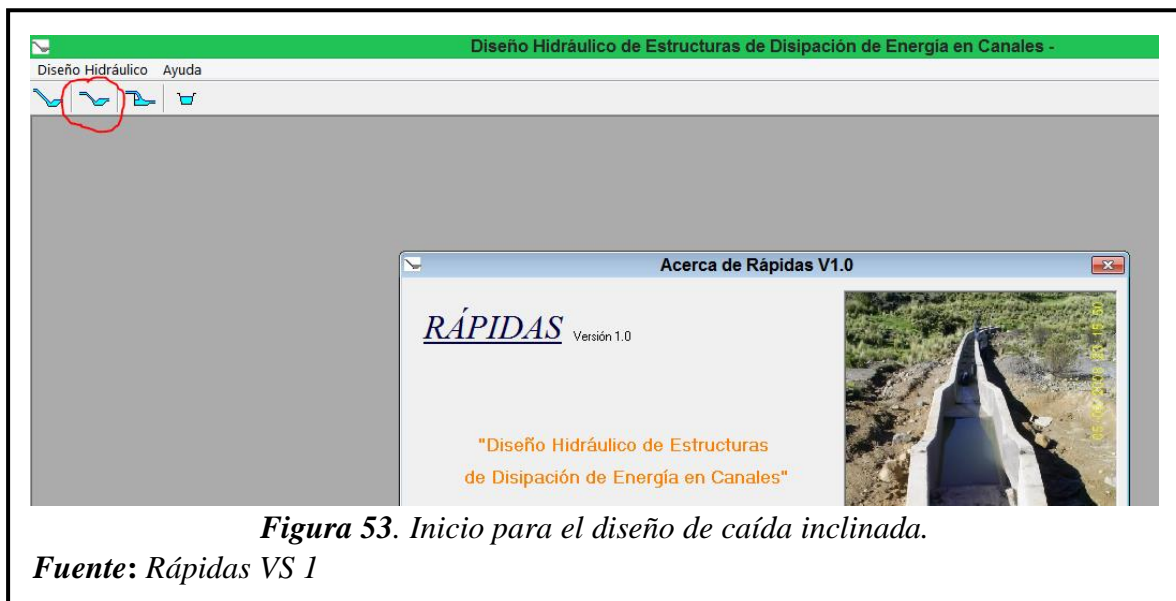 Diseño Hidráulico de Estructuras de Disipación de Energía en Canales -
Diseño Hidráulico Ayuda
Acerca de Rápidas V1.0
RÁPIDAS Versión 1.0
"Diseño Hidráulico de Estructuras
de Disipación de Energía en Canales"
Figura 53. Inicio para el diseño de caída inclinada.
Fuente: Rápidas VS 1